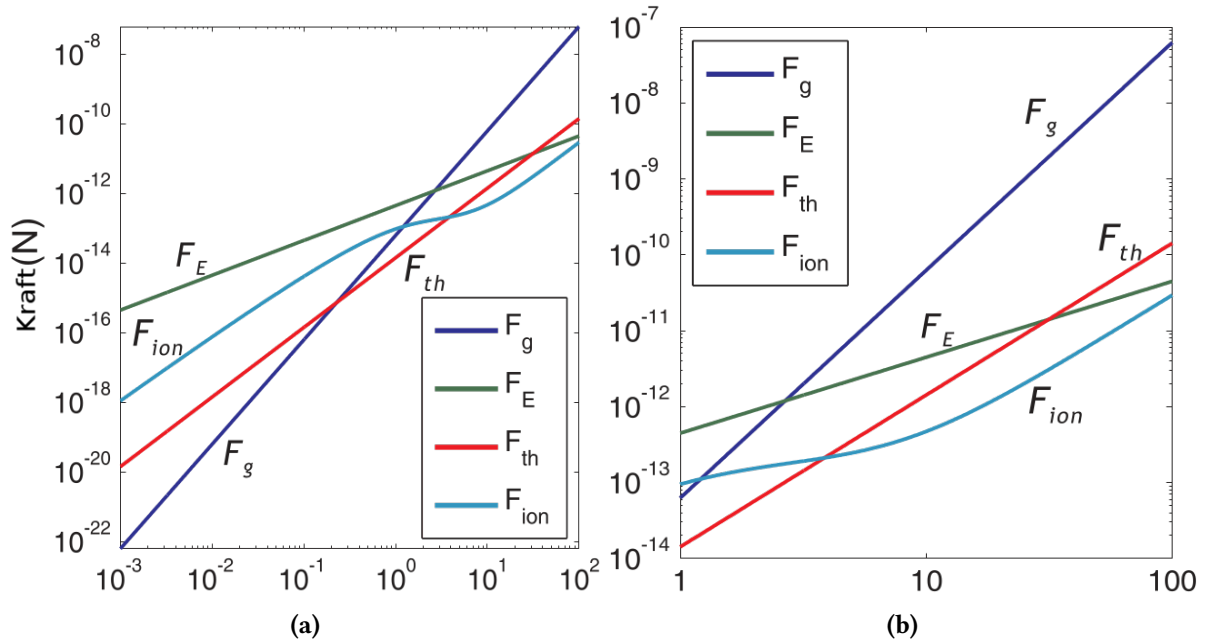 Kraft(N)
10^-8
10^-10
10^-12
10^-14
10^-16
10^-18
10^-20
10^-22
F_E
F_ion
F_th
F_g
F_g
F_E
F_th
F_ion
10^-3 10^-2 10^-1 10^0 10^1 10^2
(a)
10^-7
10^-8
10^-9
10^-10
10^-11
10^-12
10^-13
10^-14
F_g
F_E
F_th
F_ion
F_g
F_th
F_E
F_ion
1 10 100
(b)